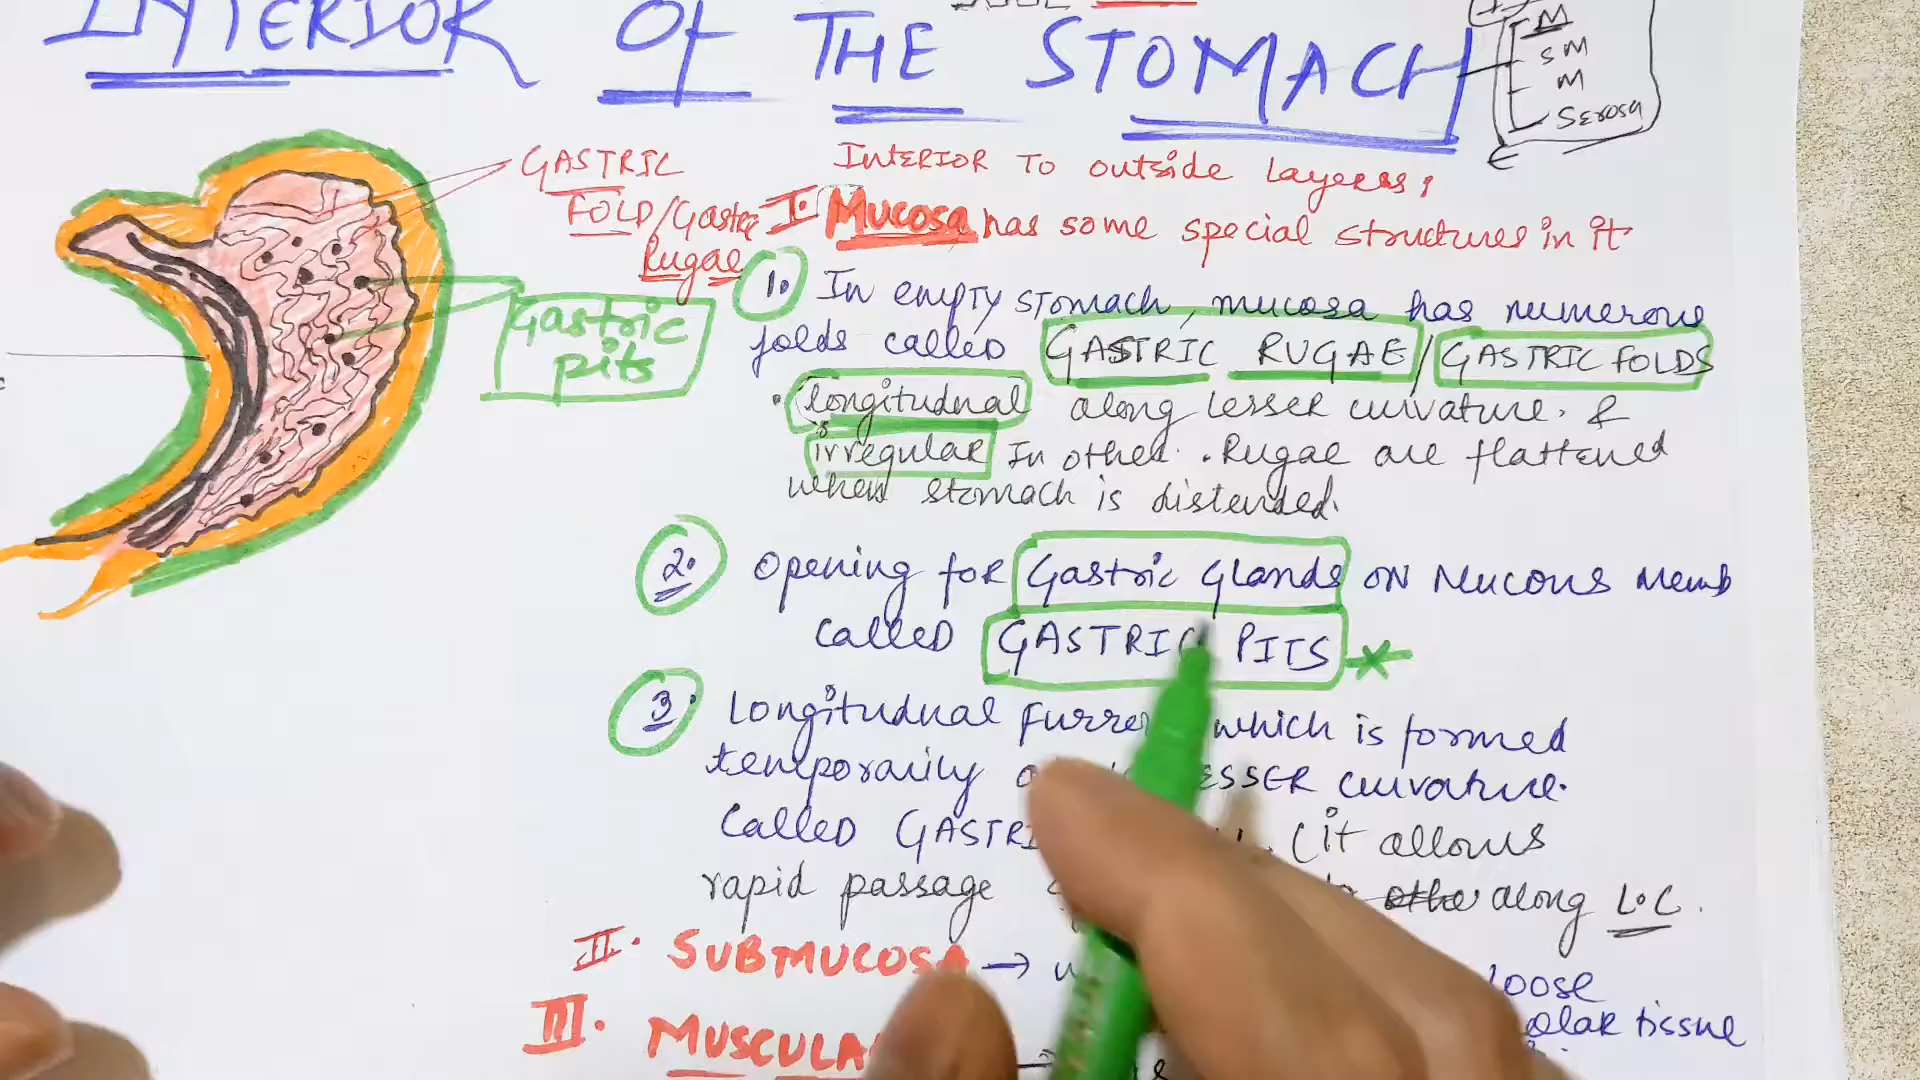 INTERIOR OF THE STOMACH
M
SM
M
SEROSA
GASTRIC
FOLD/Gastric
Rugae
Gastric
pits
INTERIOR TO outside Layers;
I. Mucosa has some special structures in it.
1. In empty stomach, mucosa has numerous
folds called GASTRIC RUGAE / GASTRIC FOLDS
• longitudnal along lesser curvature. &
irregular In other. . Rugae are flattened
when stomach is distended.
2. Opening for Gastric Glands ON Mucous Memb
called GASTRIC PITS
3. Longitudnal which is formed
temporarily LESSER curvature.
Called (it allows
rapid passage along L.C.
II. SUBMUCOSA → loose
tissue
III.